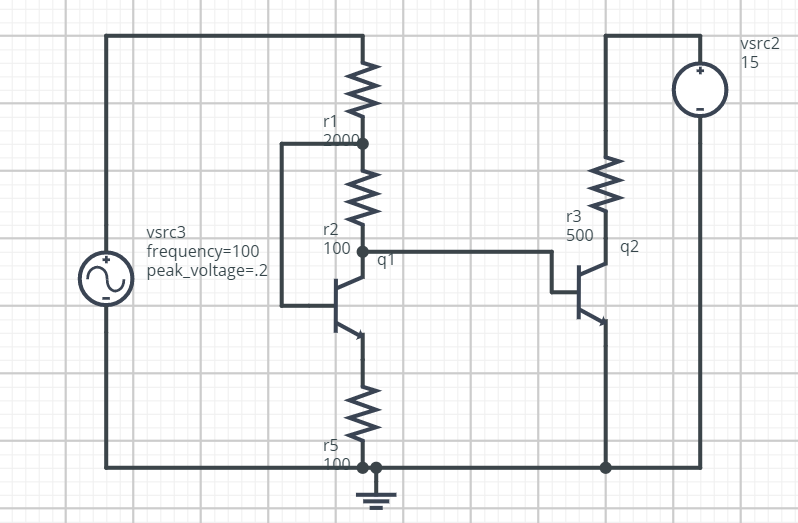 vsrc2
15
r1
2000
r3
500
q2
vsrc3
frequency=100
peak_voltage=.2
r2
100
q1
r5
100